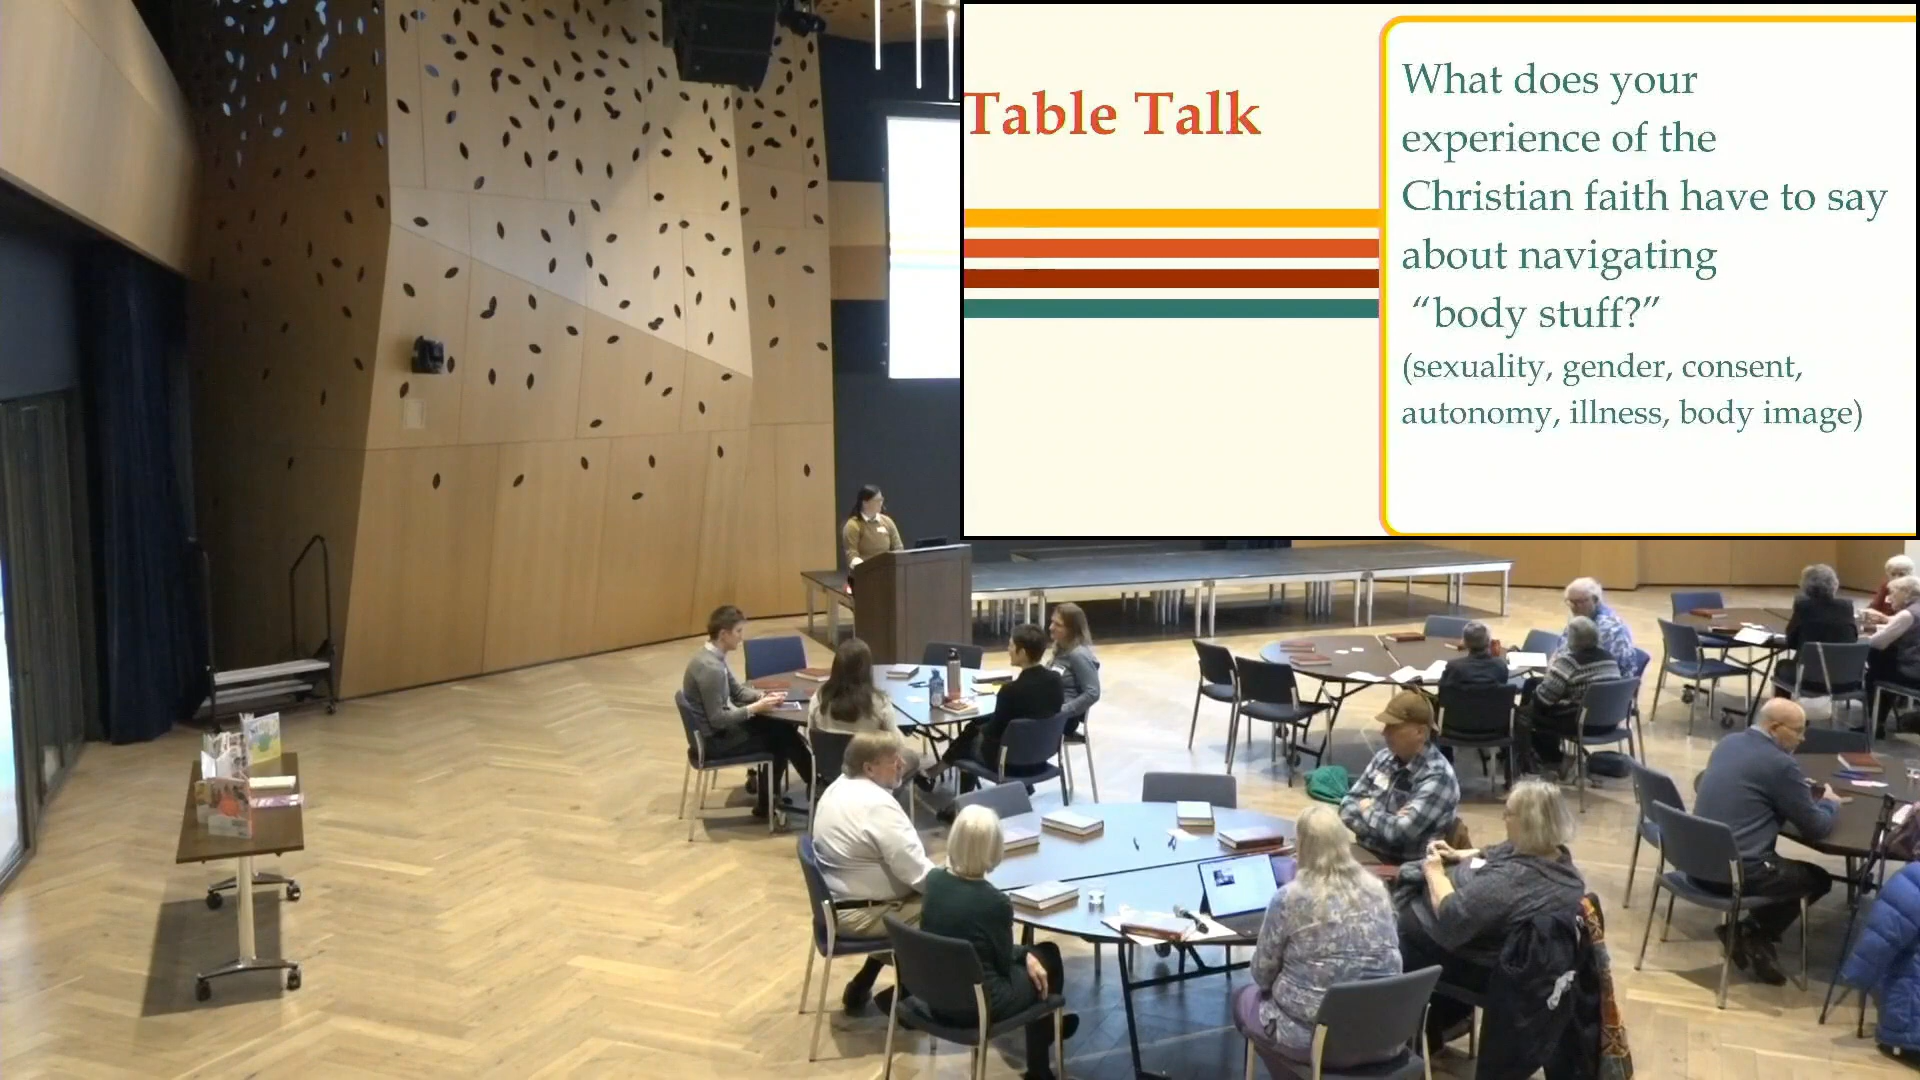 Table Talk
What does your
experience of the
Christian faith have to say
about navigating
“body stuff?”
(sexuality, gender, consent,
autonomy, illness, body image)